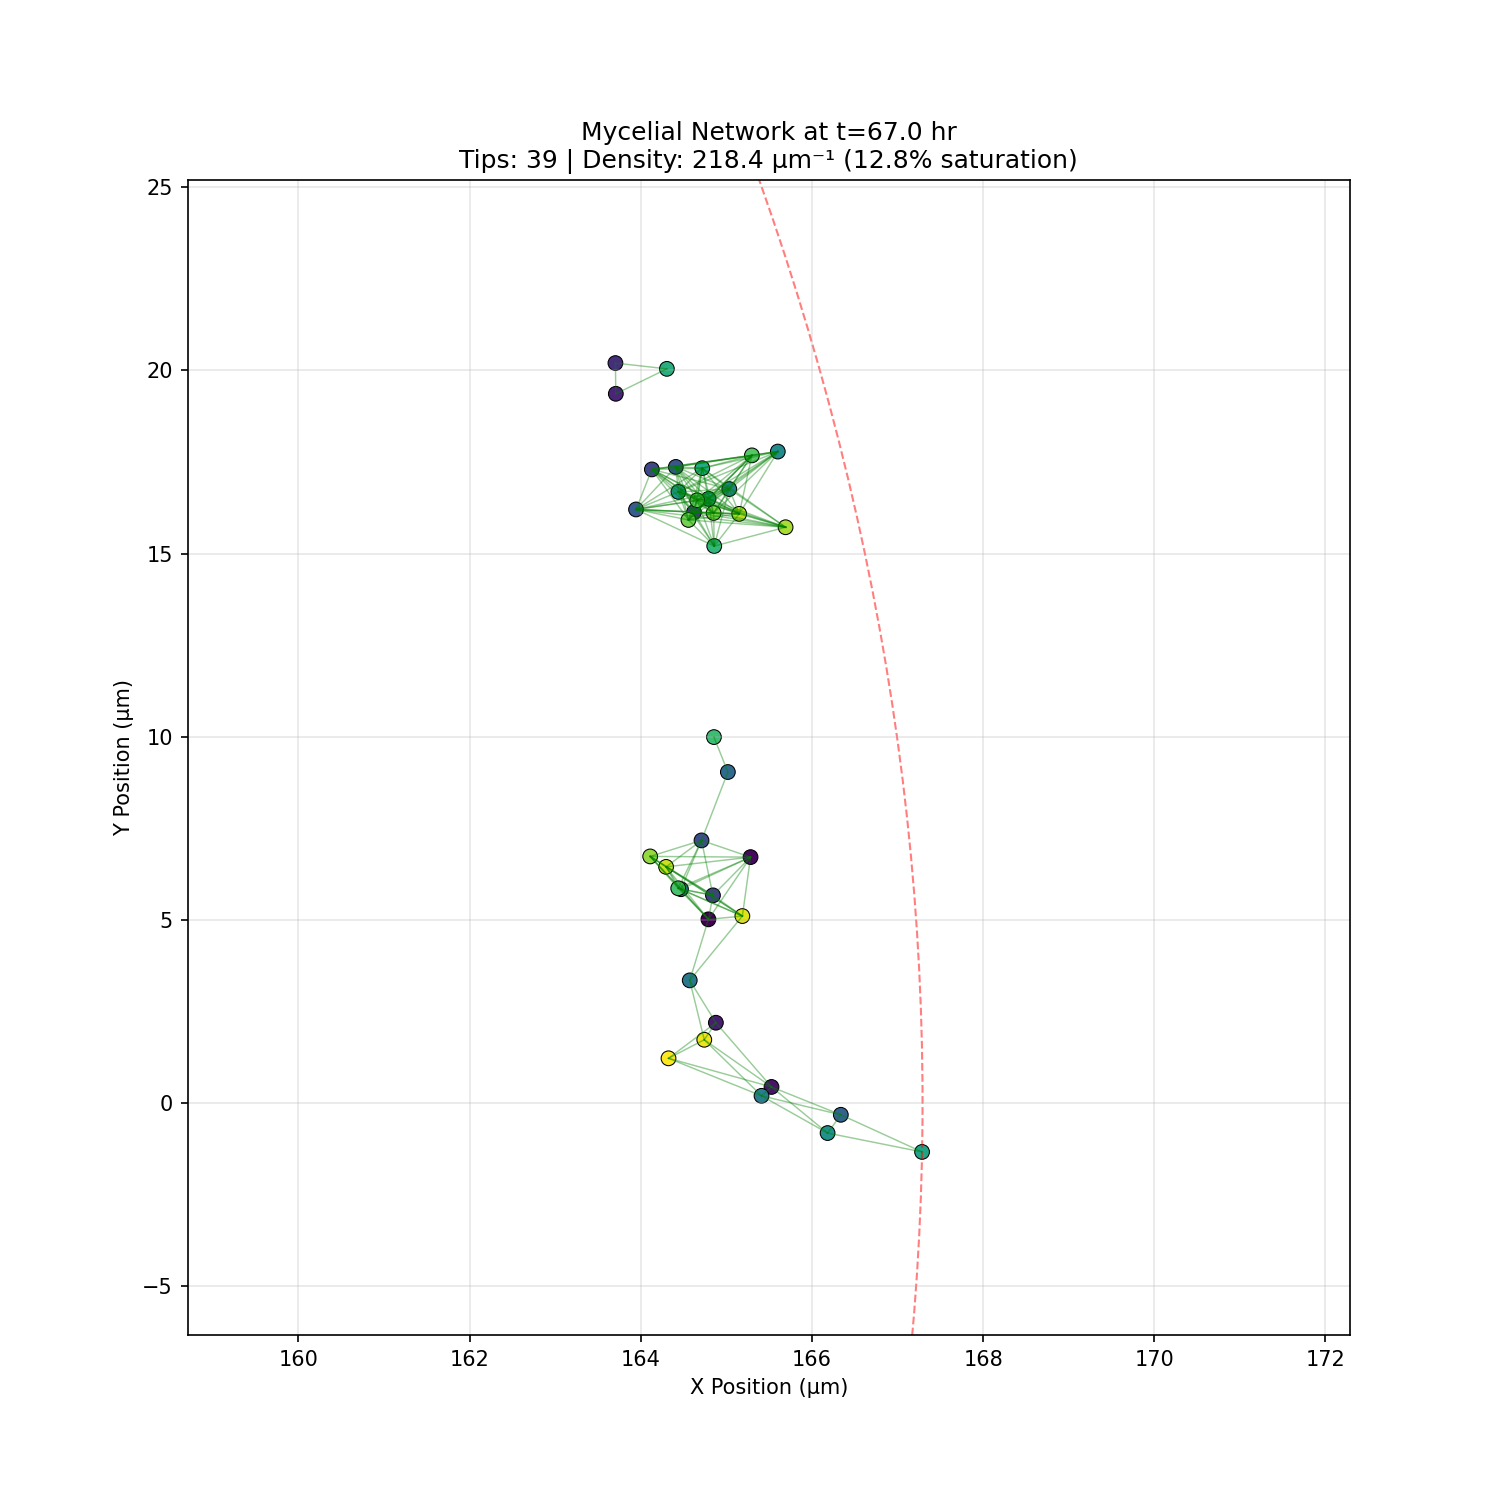 Mycelial Network at t=67.0 hr
Tips: 39 | Density: 218.4 μm⁻¹ (12.8% saturation)
25
20
15
10
5
0
−5
Y Position (μm)
160 162 164 166 168 170 172
X Position (μm)